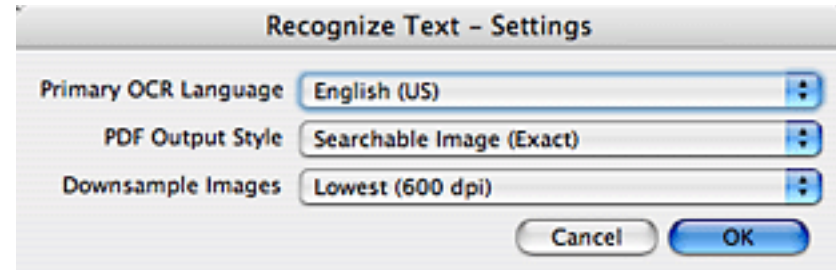 Recognize Text – Settings
Primary OCR Language English (US)
PDF Output Style Searchable Image (Exact)
Downsample Images Lowest (600 dpi)
Cancel OK